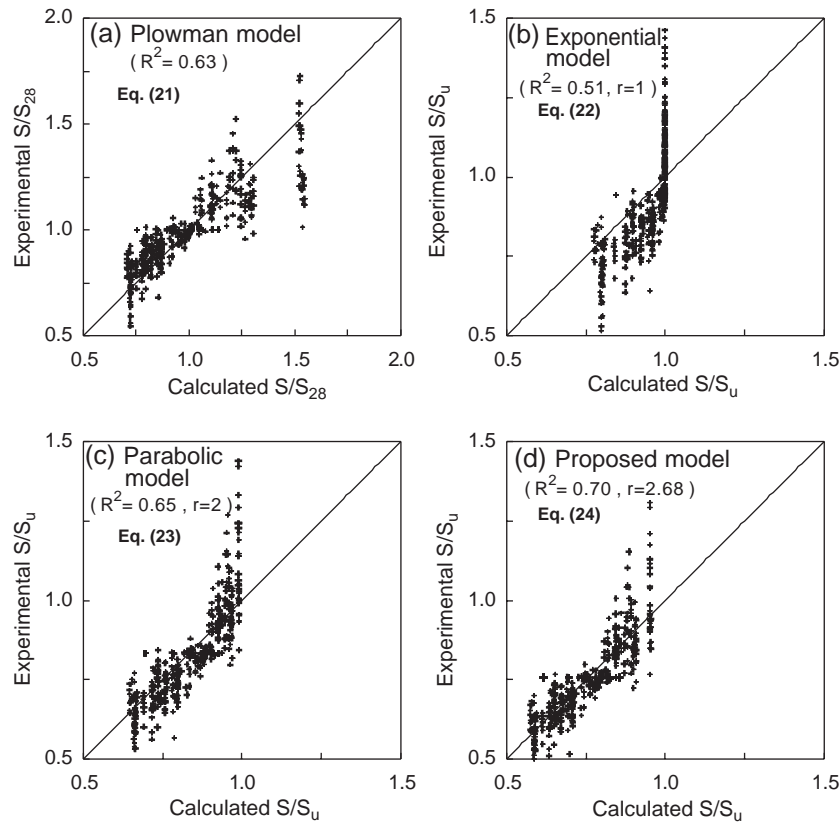 (a) Plowman model
( R²= 0.63 )
Eq. (21)
2.0
1.5
1.0
0.5
Experimental S/S₂₈
0.5
1.0
1.5
2.0
Calculated S/S₂₈
(b) Exponential
model
( R²= 0.51, r=1 )
Eq. (22)
1.5
1.0
0.5
Experimental S/Sᵤ
0.5
1.0
1.5
Calculated S/Sᵤ
(c) Parabolic
model
( R²= 0.65 , r=2 )
Eq. (23)
1.5
1.0
0.5
Experimental S/Sᵤ
0.5
1.0
1.5
Calculated S/Sᵤ
(d) Proposed model
( R²= 0.70 , r=2.68 )
Eq. (24)
1.5
1.0
0.5
Experimental S/Sᵤ
0.5
1.0
1.5
Calculated S/Sᵤ